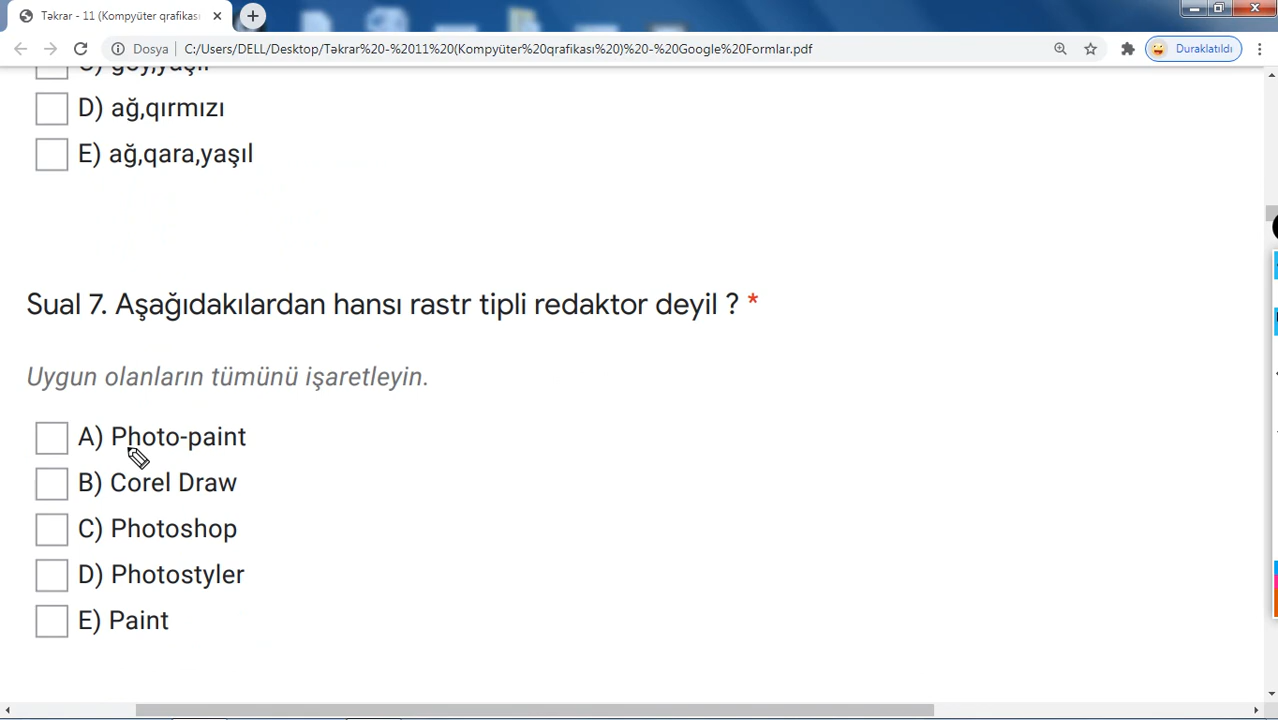 Təkrar - 11 (Kompyüter qrafikası
Dosya
C:/Users/DELL/Desktop/Təkrar%20-%2011%20(Kompyüter%20qrafikası%20)%20-%20Google%20Formlar.pdf
Duraklatıldı
C) göy,yaşıl
D) ağ,qırmızı
E) ağ,qara,yaşıl
Sual 7. Aşağıdakılardan hansı rastr tipli redaktor deyil ? *
Uygun olanların tümünü işaretleyin.
A) Photo-paint
B) Corel Draw
C) Photoshop
D) Photostyler
E) Paint